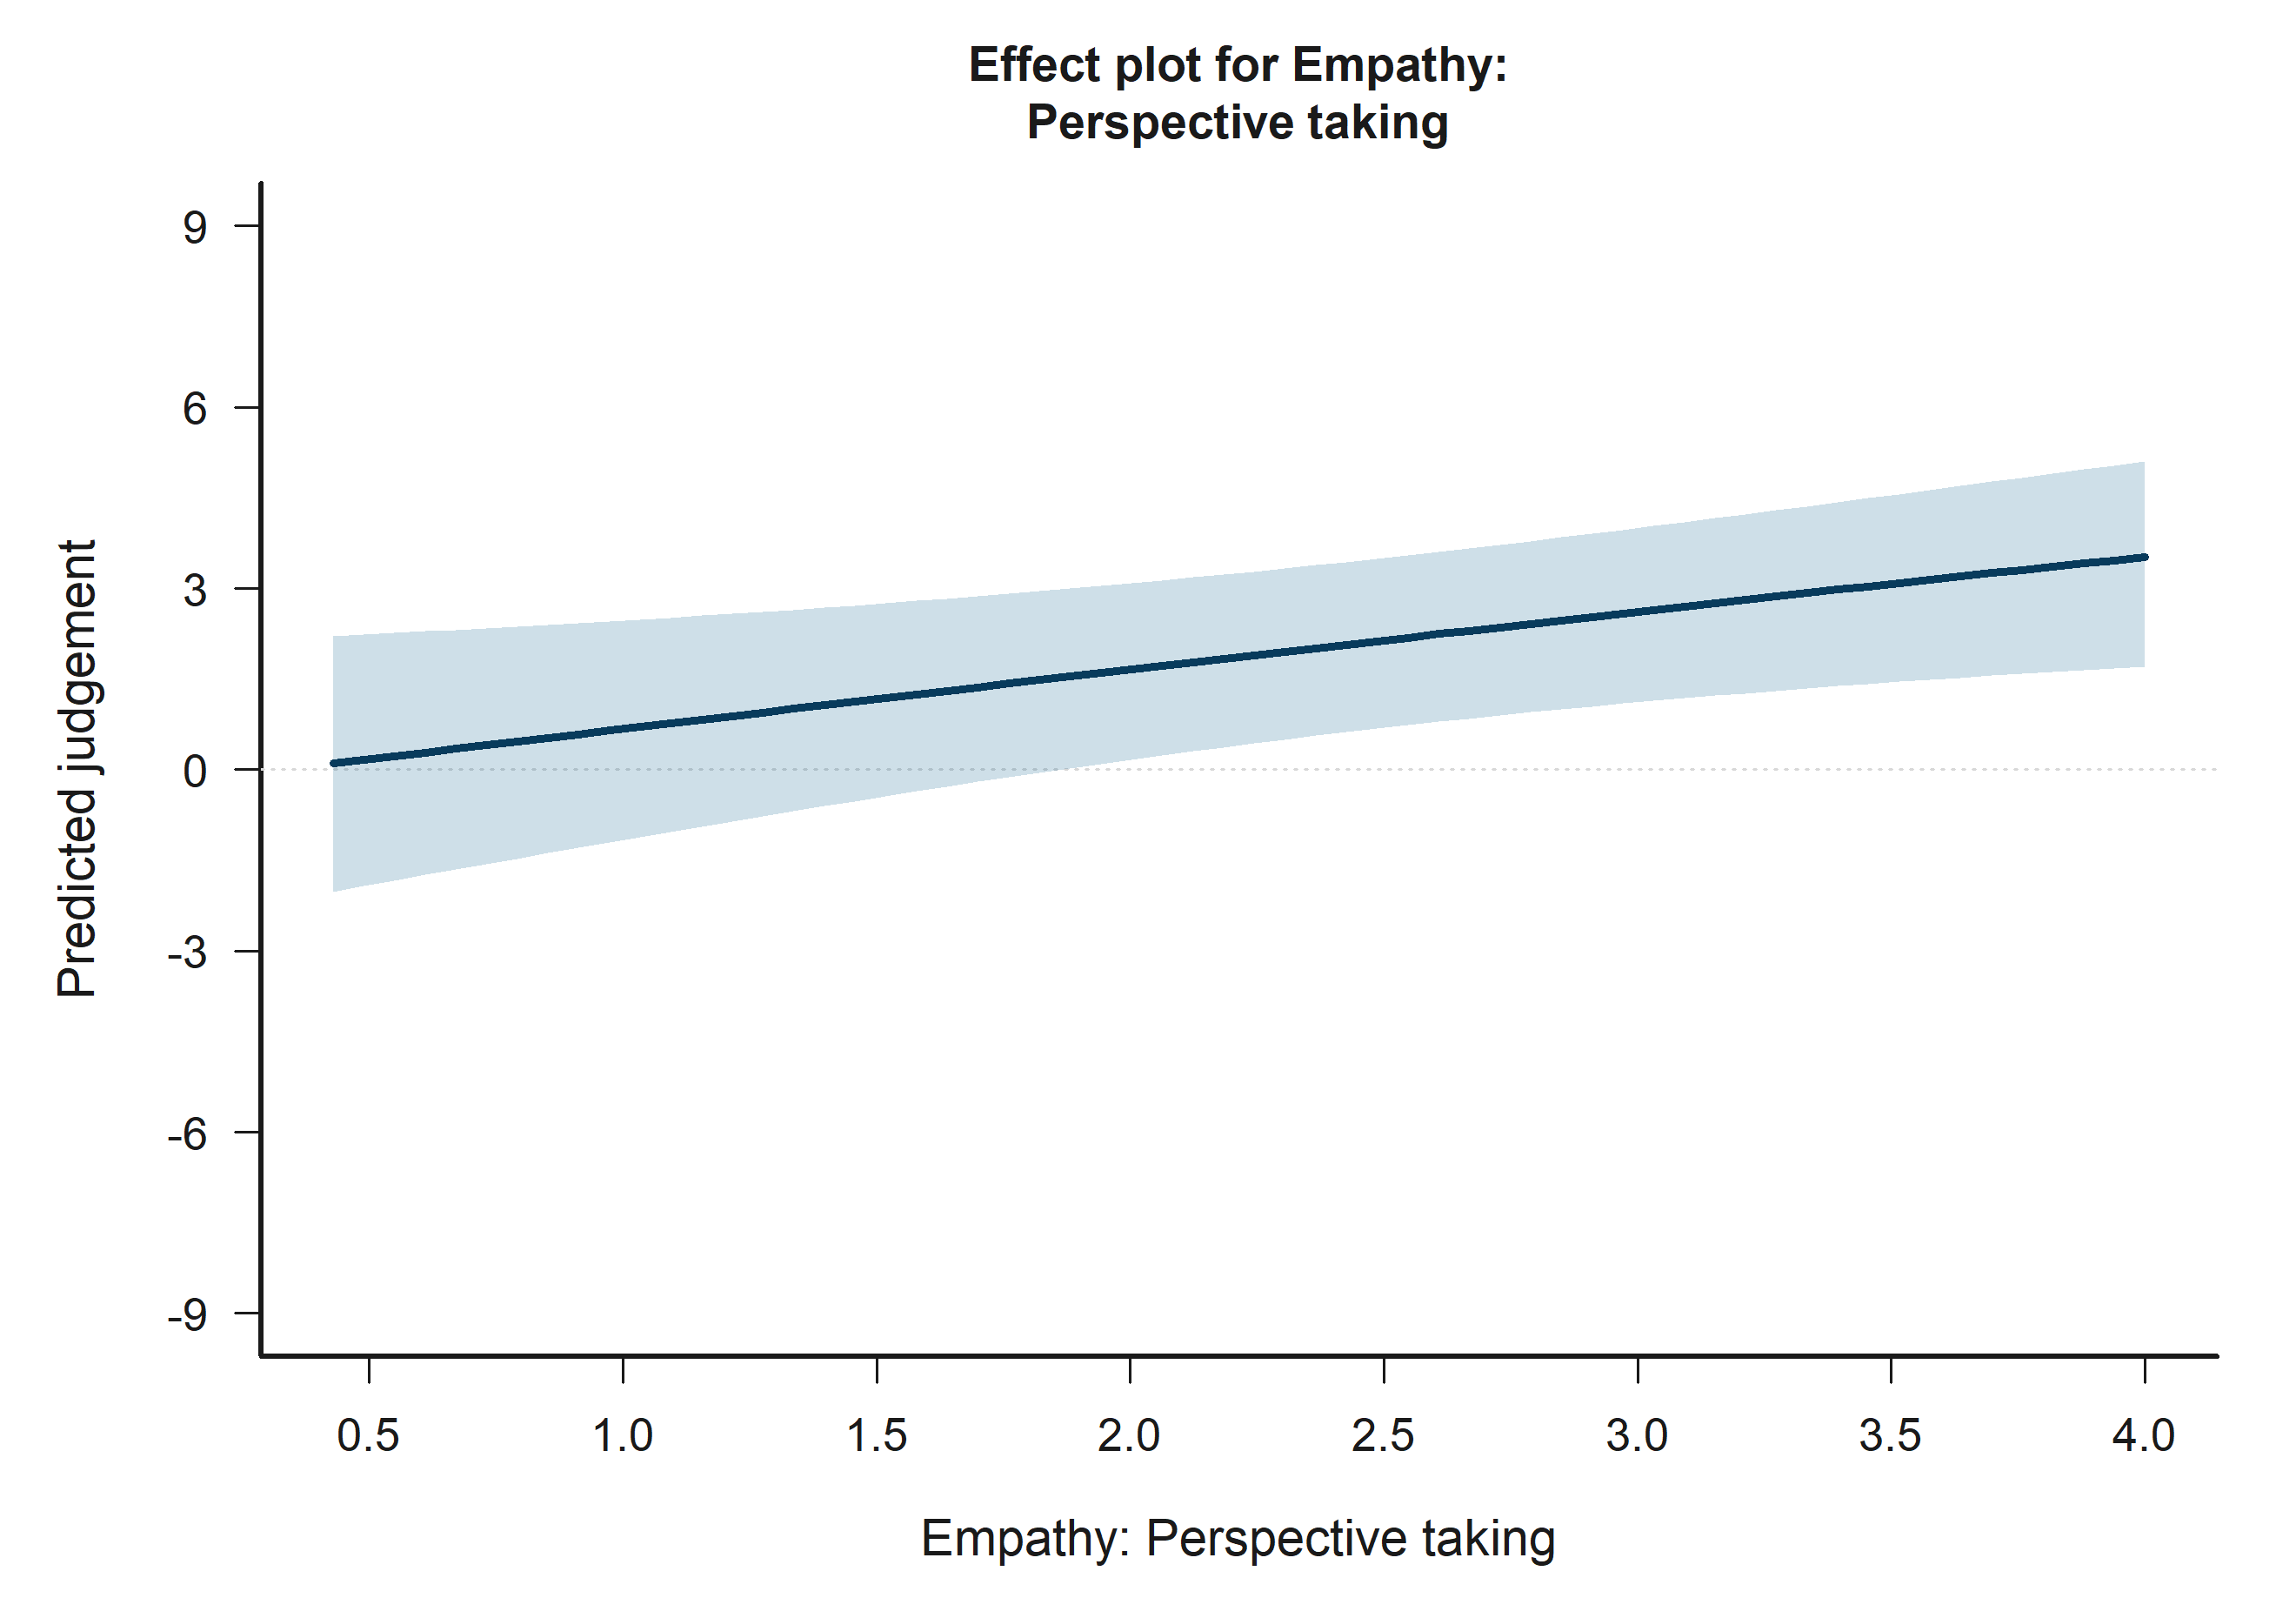 Effect plot for Empathy:
Perspective taking
Predicted judgement
9
6
3
0
-3
-6
-9
0.5 1.0 1.5 2.0 2.5 3.0 3.5 4.0
Empathy: Perspective taking